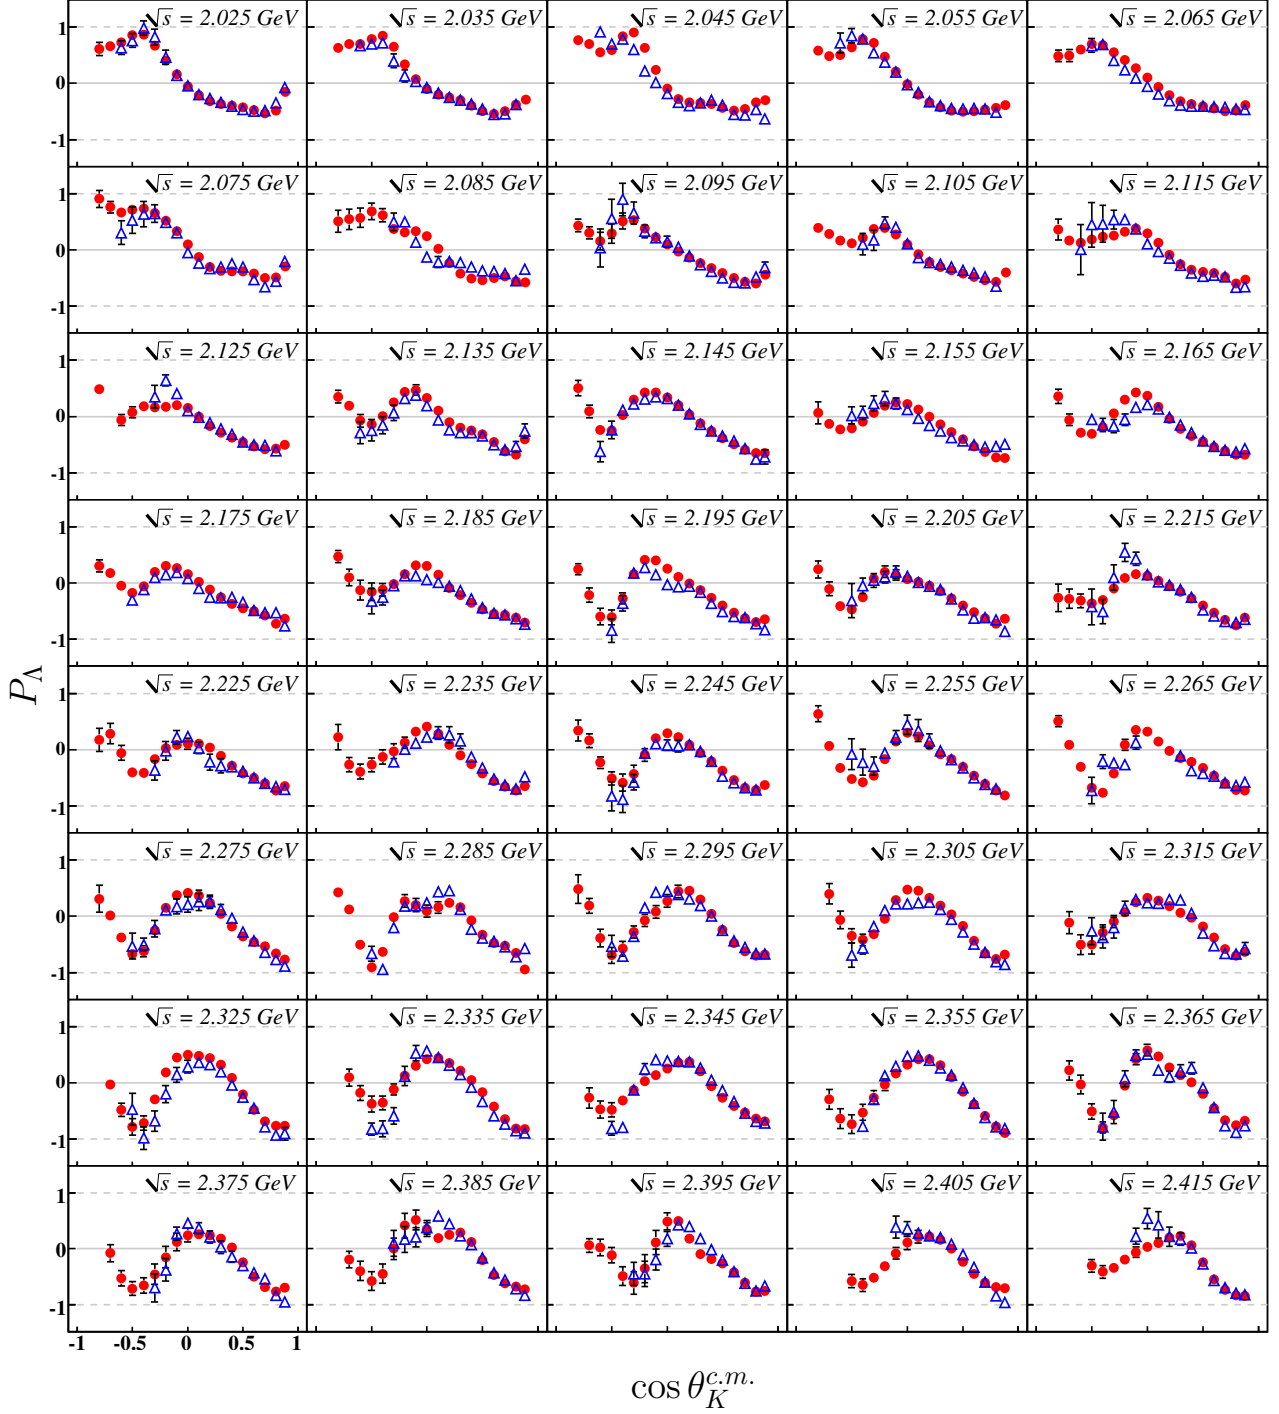 √s = 2.025 GeV √s = 2.035 GeV √s = 2.045 GeV √s = 2.055 GeV √s = 2.065 GeV
1
0
-1
√s = 2.075 GeV √s = 2.085 GeV √s = 2.095 GeV √s = 2.105 GeV √s = 2.115 GeV
1
0
-1
√s = 2.125 GeV √s = 2.135 GeV √s = 2.145 GeV √s = 2.155 GeV √s = 2.165 GeV
1
0
-1
√s = 2.175 GeV √s = 2.185 GeV √s = 2.195 GeV √s = 2.205 GeV √s = 2.215 GeV
1
0
-1
P_Λ
√s = 2.225 GeV √s = 2.235 GeV √s = 2.245 GeV √s = 2.255 GeV √s = 2.265 GeV
1
0
-1
√s = 2.275 GeV √s = 2.285 GeV √s = 2.295 GeV √s = 2.305 GeV √s = 2.315 GeV
1
0
-1
√s = 2.325 GeV √s = 2.335 GeV √s = 2.345 GeV √s = 2.355 GeV √s = 2.365 GeV
1
0
-1
√s = 2.375 GeV √s = 2.385 GeV √s = 2.395 GeV √s = 2.405 GeV √s = 2.415 GeV
1
0
-1
-1 -0.5 0 0.5 1
cos θ_K^{c.m.}